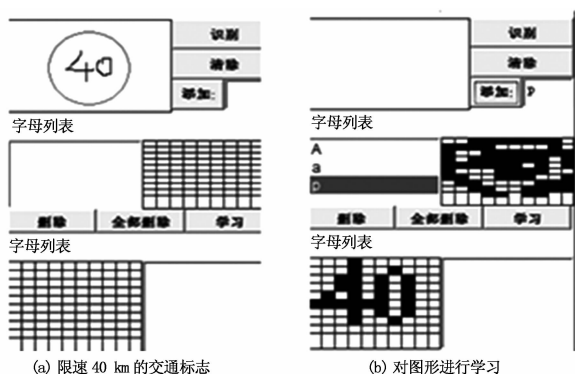 识别
40
清除
添加:
字母列表
删除 全部删除 学习
字母列表
(a) 限速 40 km 的交通标志
识别
清除
添加: P
字母列表
A
a
p
删除 全部删除 学习
字母列表
40
(b) 对图形进行学习